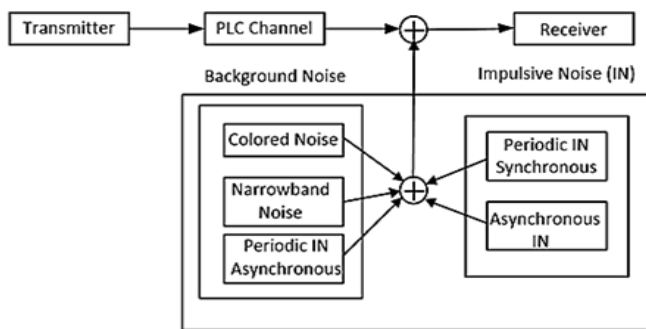 Transmitter
PLC Channel
Receiver
Background Noise
Impulsive Noise (IN)
Colored Noise
Narrowband
Noise
Periodic IN
Asynchronous
Periodic IN
Synchronous
Asynchronous
IN